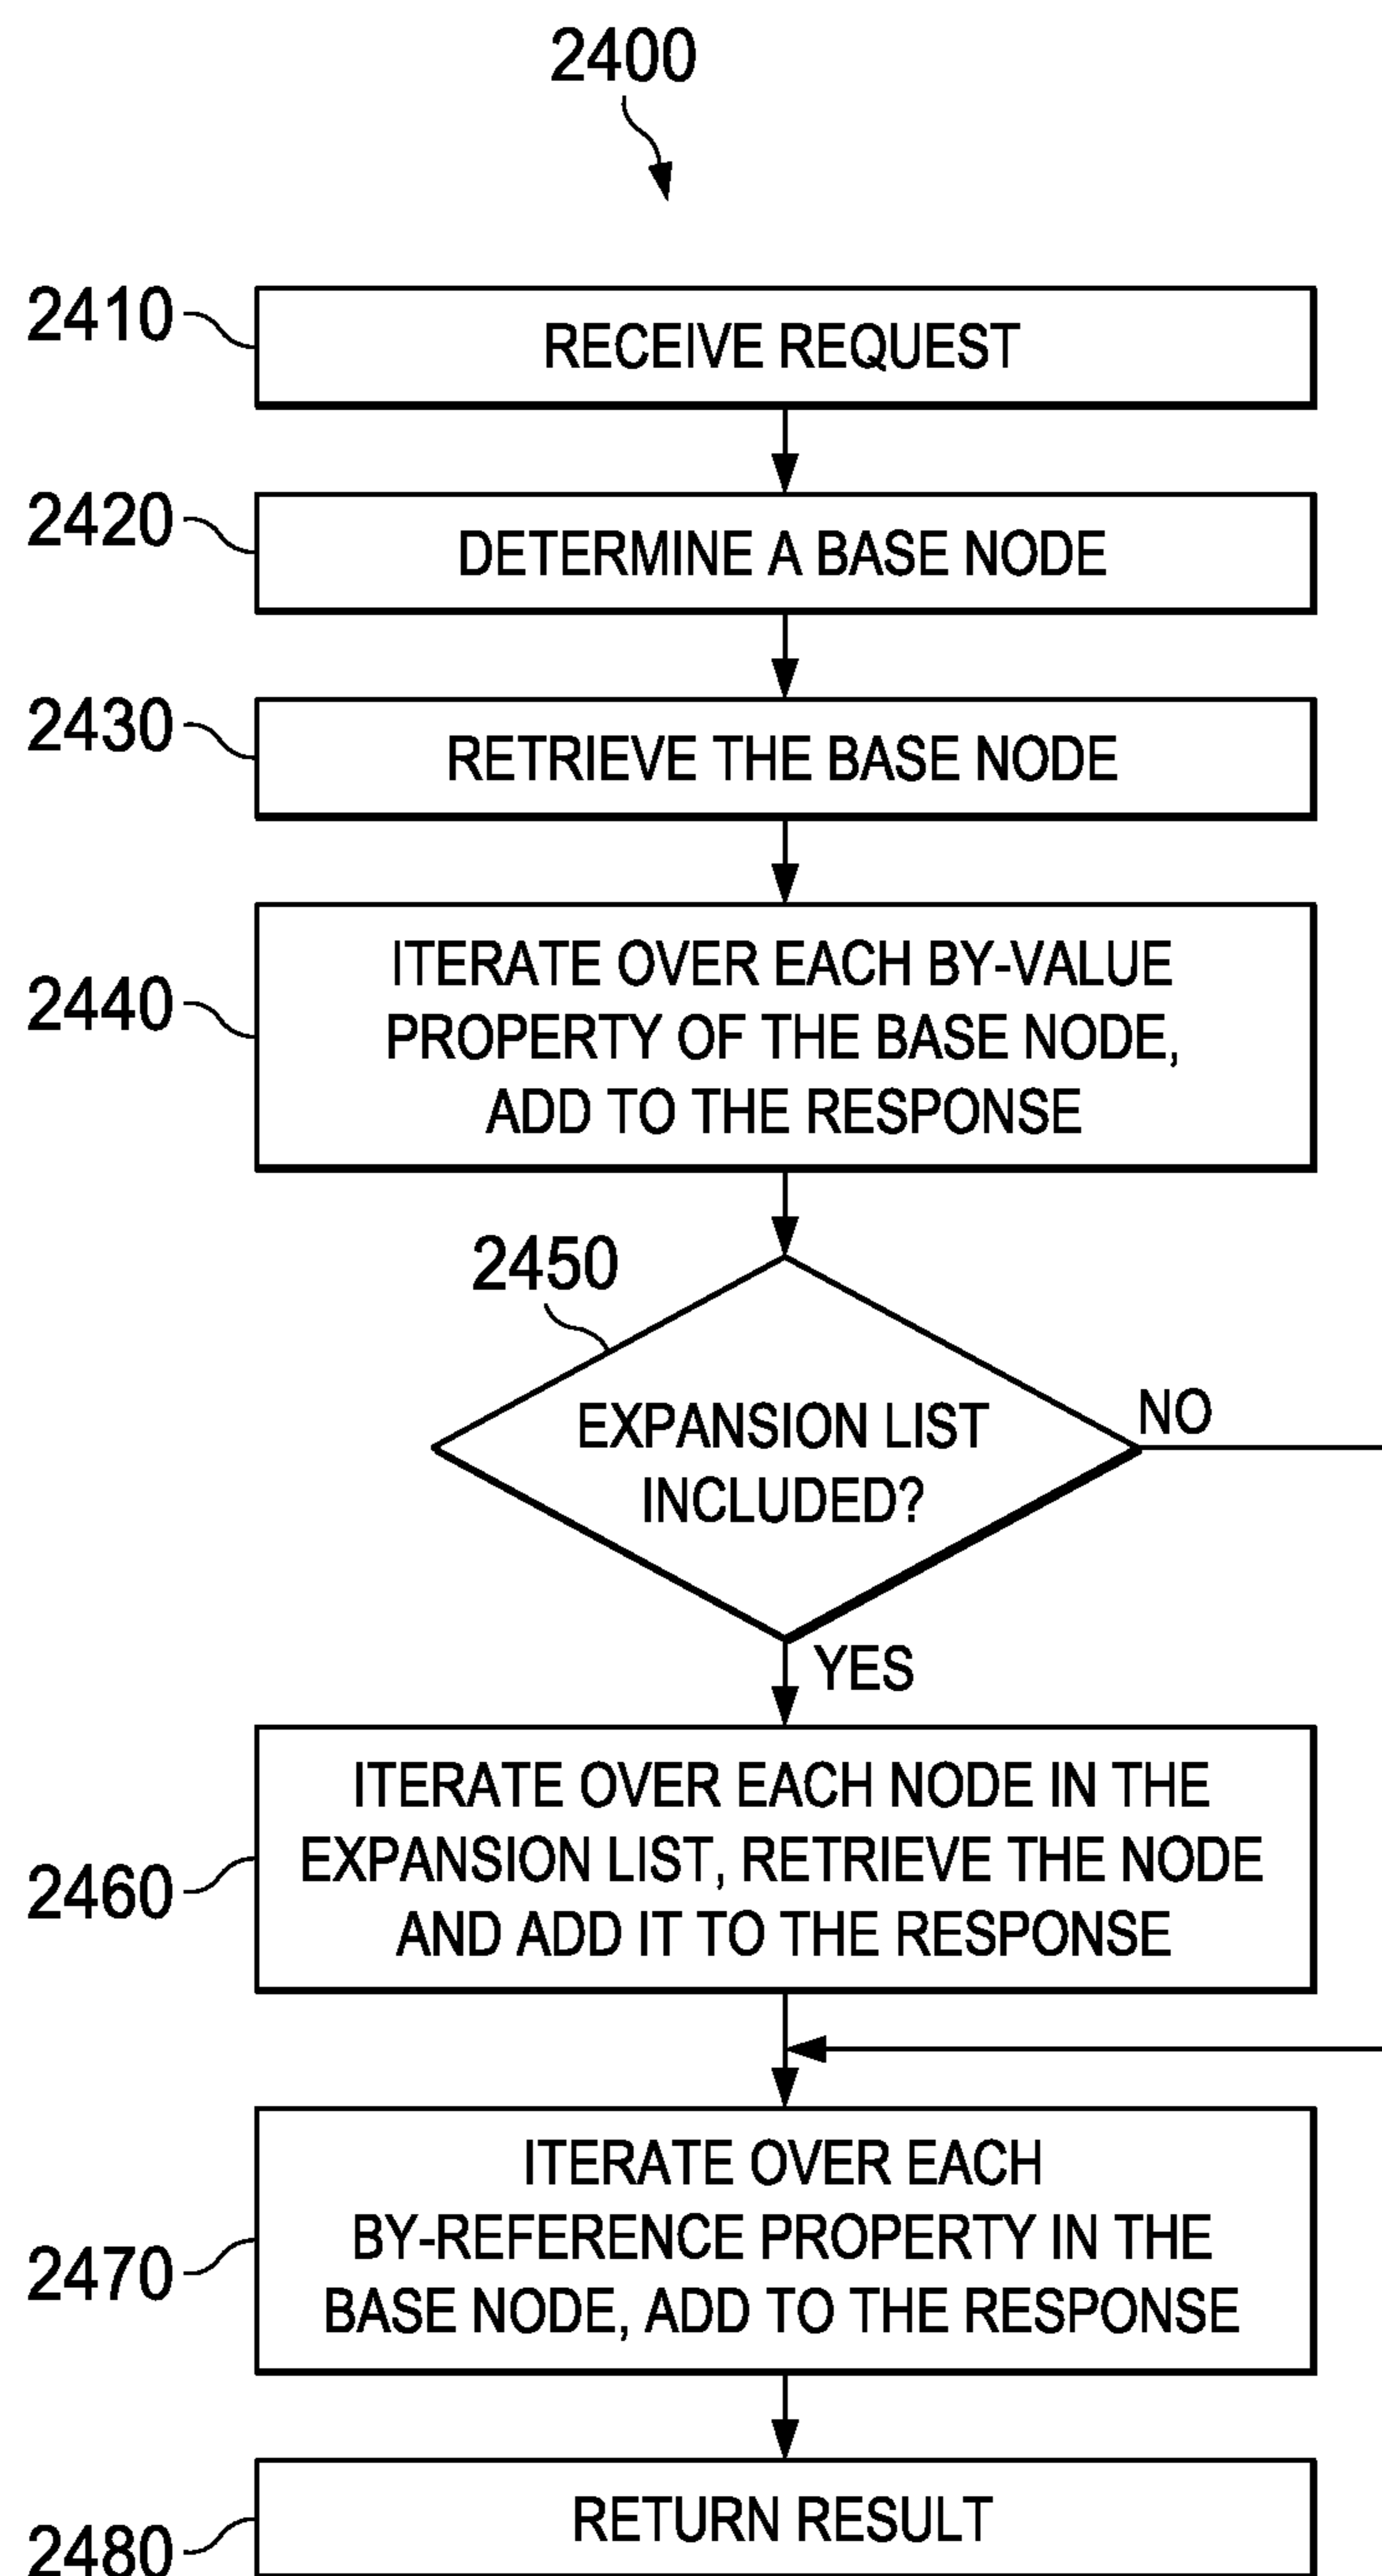 2400
2410
RECEIVE REQUEST
2420
DETERMINE A BASE NODE
2430
RETRIEVE THE BASE NODE
2440
ITERATE OVER EACH BY-VALUE
PROPERTY OF THE BASE NODE,
ADD TO THE RESPONSE
2450
EXPANSION LIST
INCLUDED?
NO
YES
2460
ITERATE OVER EACH NODE IN THE
EXPANSION LIST, RETRIEVE THE NODE
AND ADD IT TO THE RESPONSE
2470
ITERATE OVER EACH
BY-REFERENCE PROPERTY IN THE
BASE NODE, ADD TO THE RESPONSE
2480
RETURN RESULT